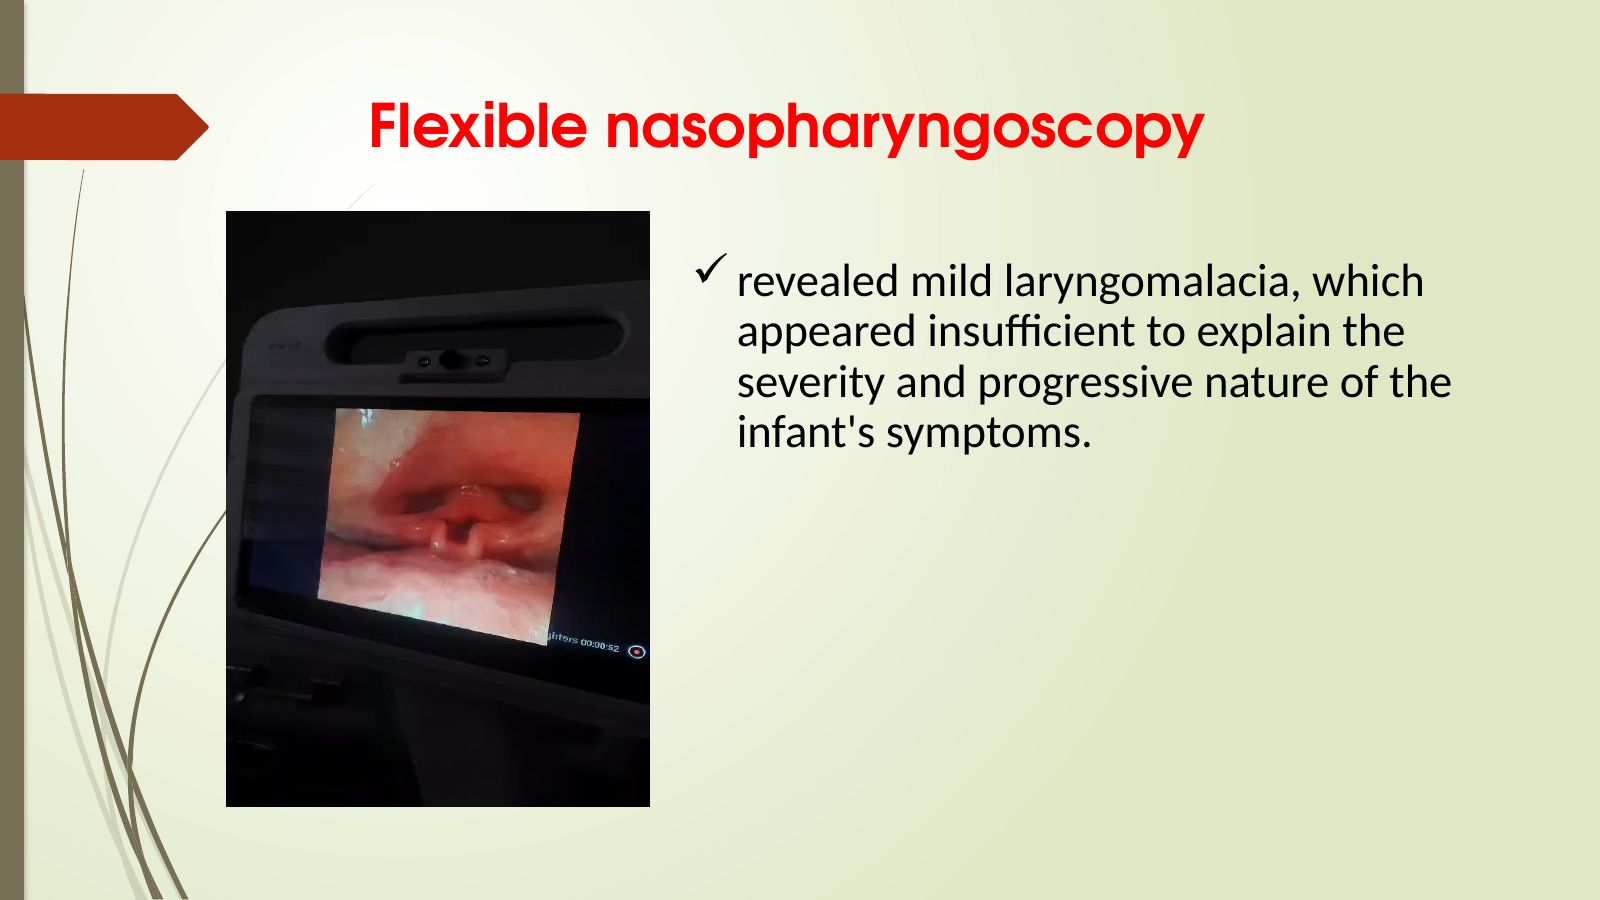 Flexible nasopharyngoscopy
✓ revealed mild laryngomalacia, which
appeared insufficient to explain the
severity and progressive nature of the
infant's symptoms.
00:00:52